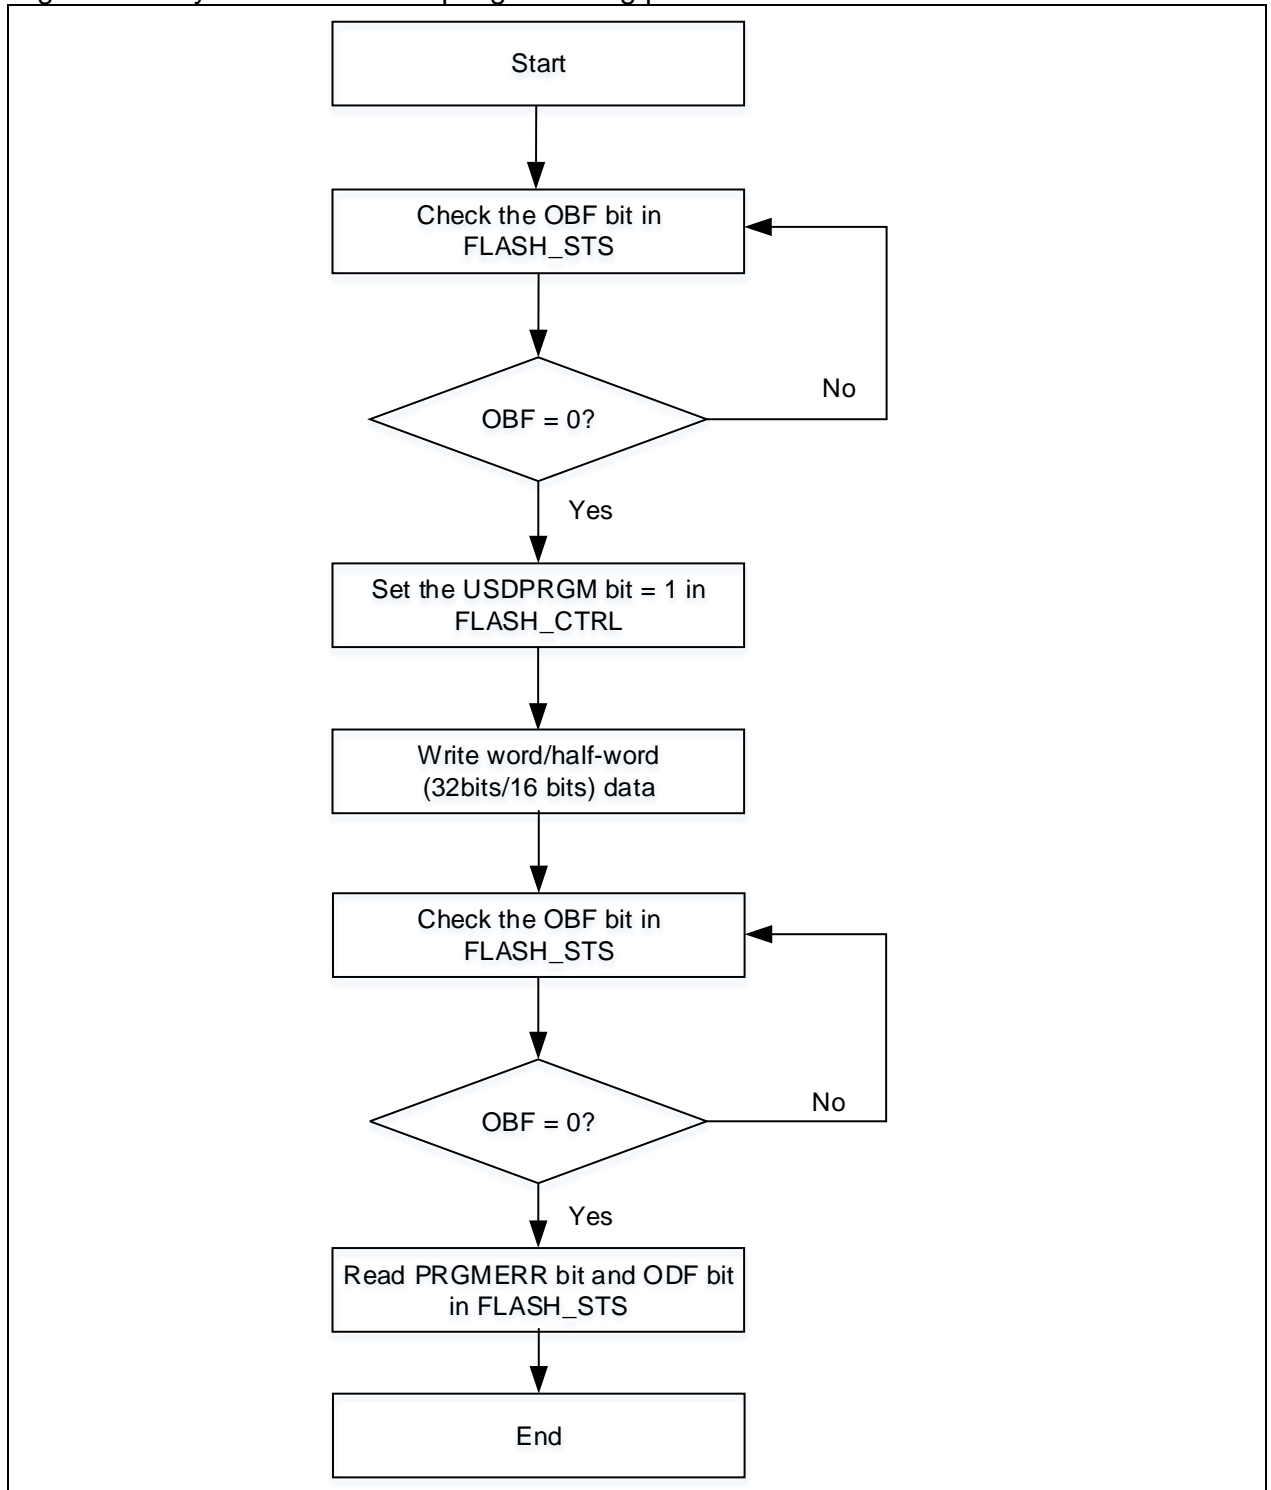 Start
Check the OBF bit in
FLASH_STS
No
OBF = 0?
Yes
Set the USDPRGM bit = 1 in
FLASH_CTRL
Write word/half-word
(32bits/16 bits) data
Check the OBF bit in
FLASH_STS
No
OBF = 0?
Yes
Read PRGMERR bit and ODF bit
in FLASH_STS
End